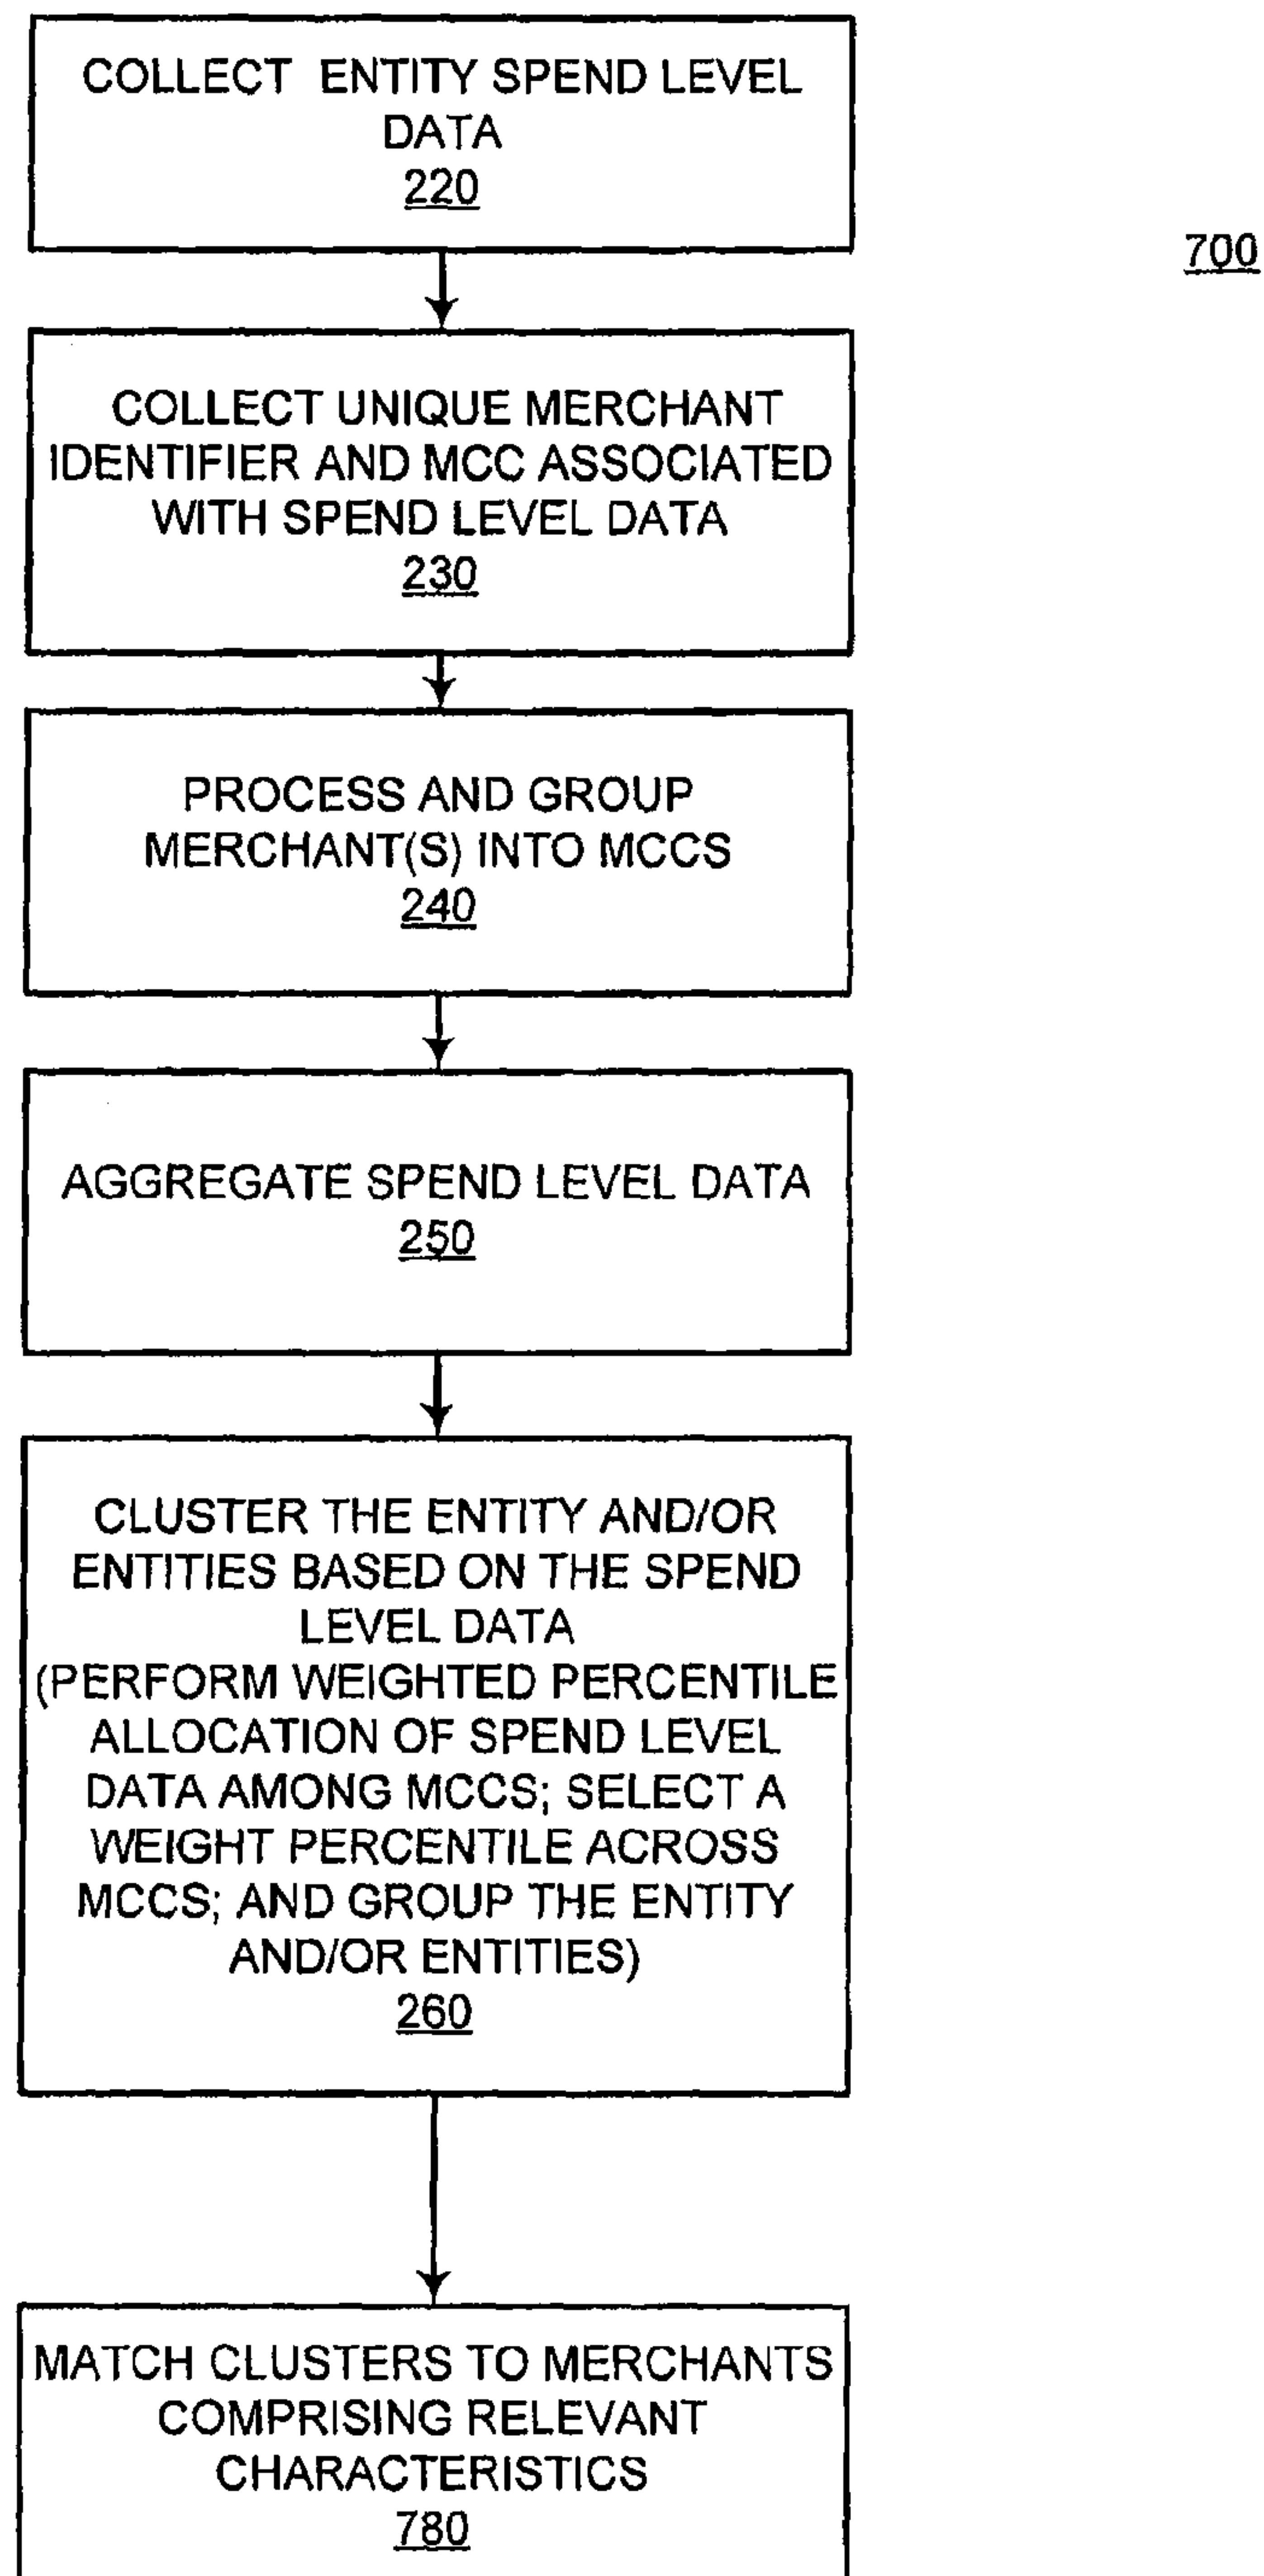 COLLECT ENTITY SPEND LEVEL
DATA
220
700
COLLECT UNIQUE MERCHANT
IDENTIFIER AND MCC ASSOCIATED
WITH SPEND LEVEL DATA
230
PROCESS AND GROUP
MERCHANT(S) INTO MCCS
240
AGGREGATE SPEND LEVEL DATA
250
CLUSTER THE ENTITY AND/OR
ENTITIES BASED ON THE SPEND
LEVEL DATA
(PERFORM WEIGHTED PERCENTILE
ALLOCATION OF SPEND LEVEL
DATA AMONG MCCS; SELECT A
WEIGHT PERCENTILE ACROSS
MCCS; AND GROUP THE ENTITY
AND/OR ENTITIES)
260
MATCH CLUSTERS TO MERCHANTS
COMPRISING RELEVANT
CHARACTERISTICS
780